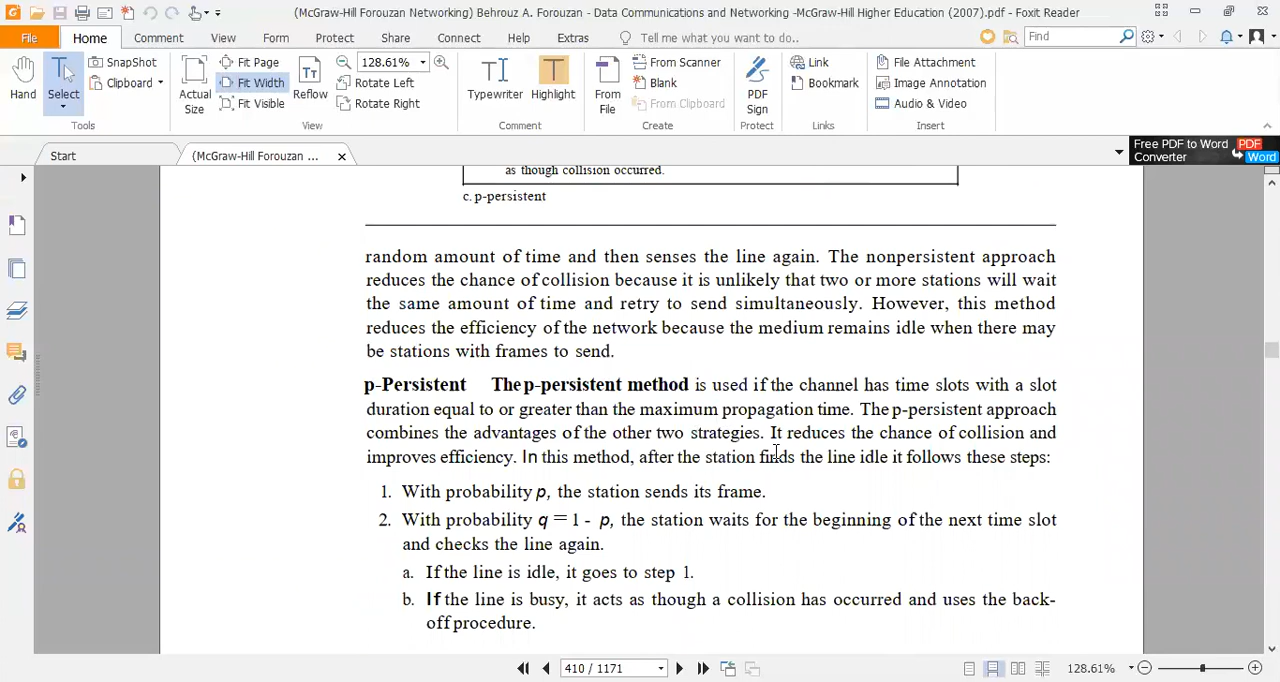 (McGraw-Hill Forouzan Networking) Behrouz A. Forouzan - Data Communications and Networking -McGraw-Hill Higher Education (2007).pdf - Foxit Reader
File Home Comment View Form Protect Share Connect Help Extras Tell me what you want to do... Find
Hand
Select
SnapShot
Clipboard
Tools
Actual
Size
Fit Page
Fit Width
Fit Visible
Reflow
128.61%
Rotate Left
Rotate Right
View
Typewriter
Highlight
Comment
From
File
From Scanner
Blank
From Clipboard
Create
PDF
Sign
Protect
Link
Bookmark
Links
File Attachment
Image Annotation
Audio & Video
Insert
Start
(McGraw-Hill Forouzan ...
Free PDF to Word
Converter
PDF
Word
as though collision occurred.
c. p-persistent
random amount of time and then senses the line again. The nonpersistent approach
reduces the chance of collision because it is unlikely that two or more stations will wait
the same amount of time and retry to send simultaneously. However, this method
reduces the efficiency of the network because the medium remains idle when there may
be stations with frames to send.
p-Persistent The p-persistent method is used if the channel has time slots with a slot
duration equal to or greater than the maximum propagation time. The p-persistent approach
combines the advantages of the other two strategies. It reduces the chance of collision and
improves efficiency. In this method, after the station finds the line idle it follows these steps:
1. With probability p, the station sends its frame.
2. With probability q = 1 - p, the station waits for the beginning of the next time slot
and checks the line again.
a. If the line is idle, it goes to step 1.
b. If the line is busy, it acts as though a collision has occurred and uses the back-
off procedure.
410 / 1171
128.61%